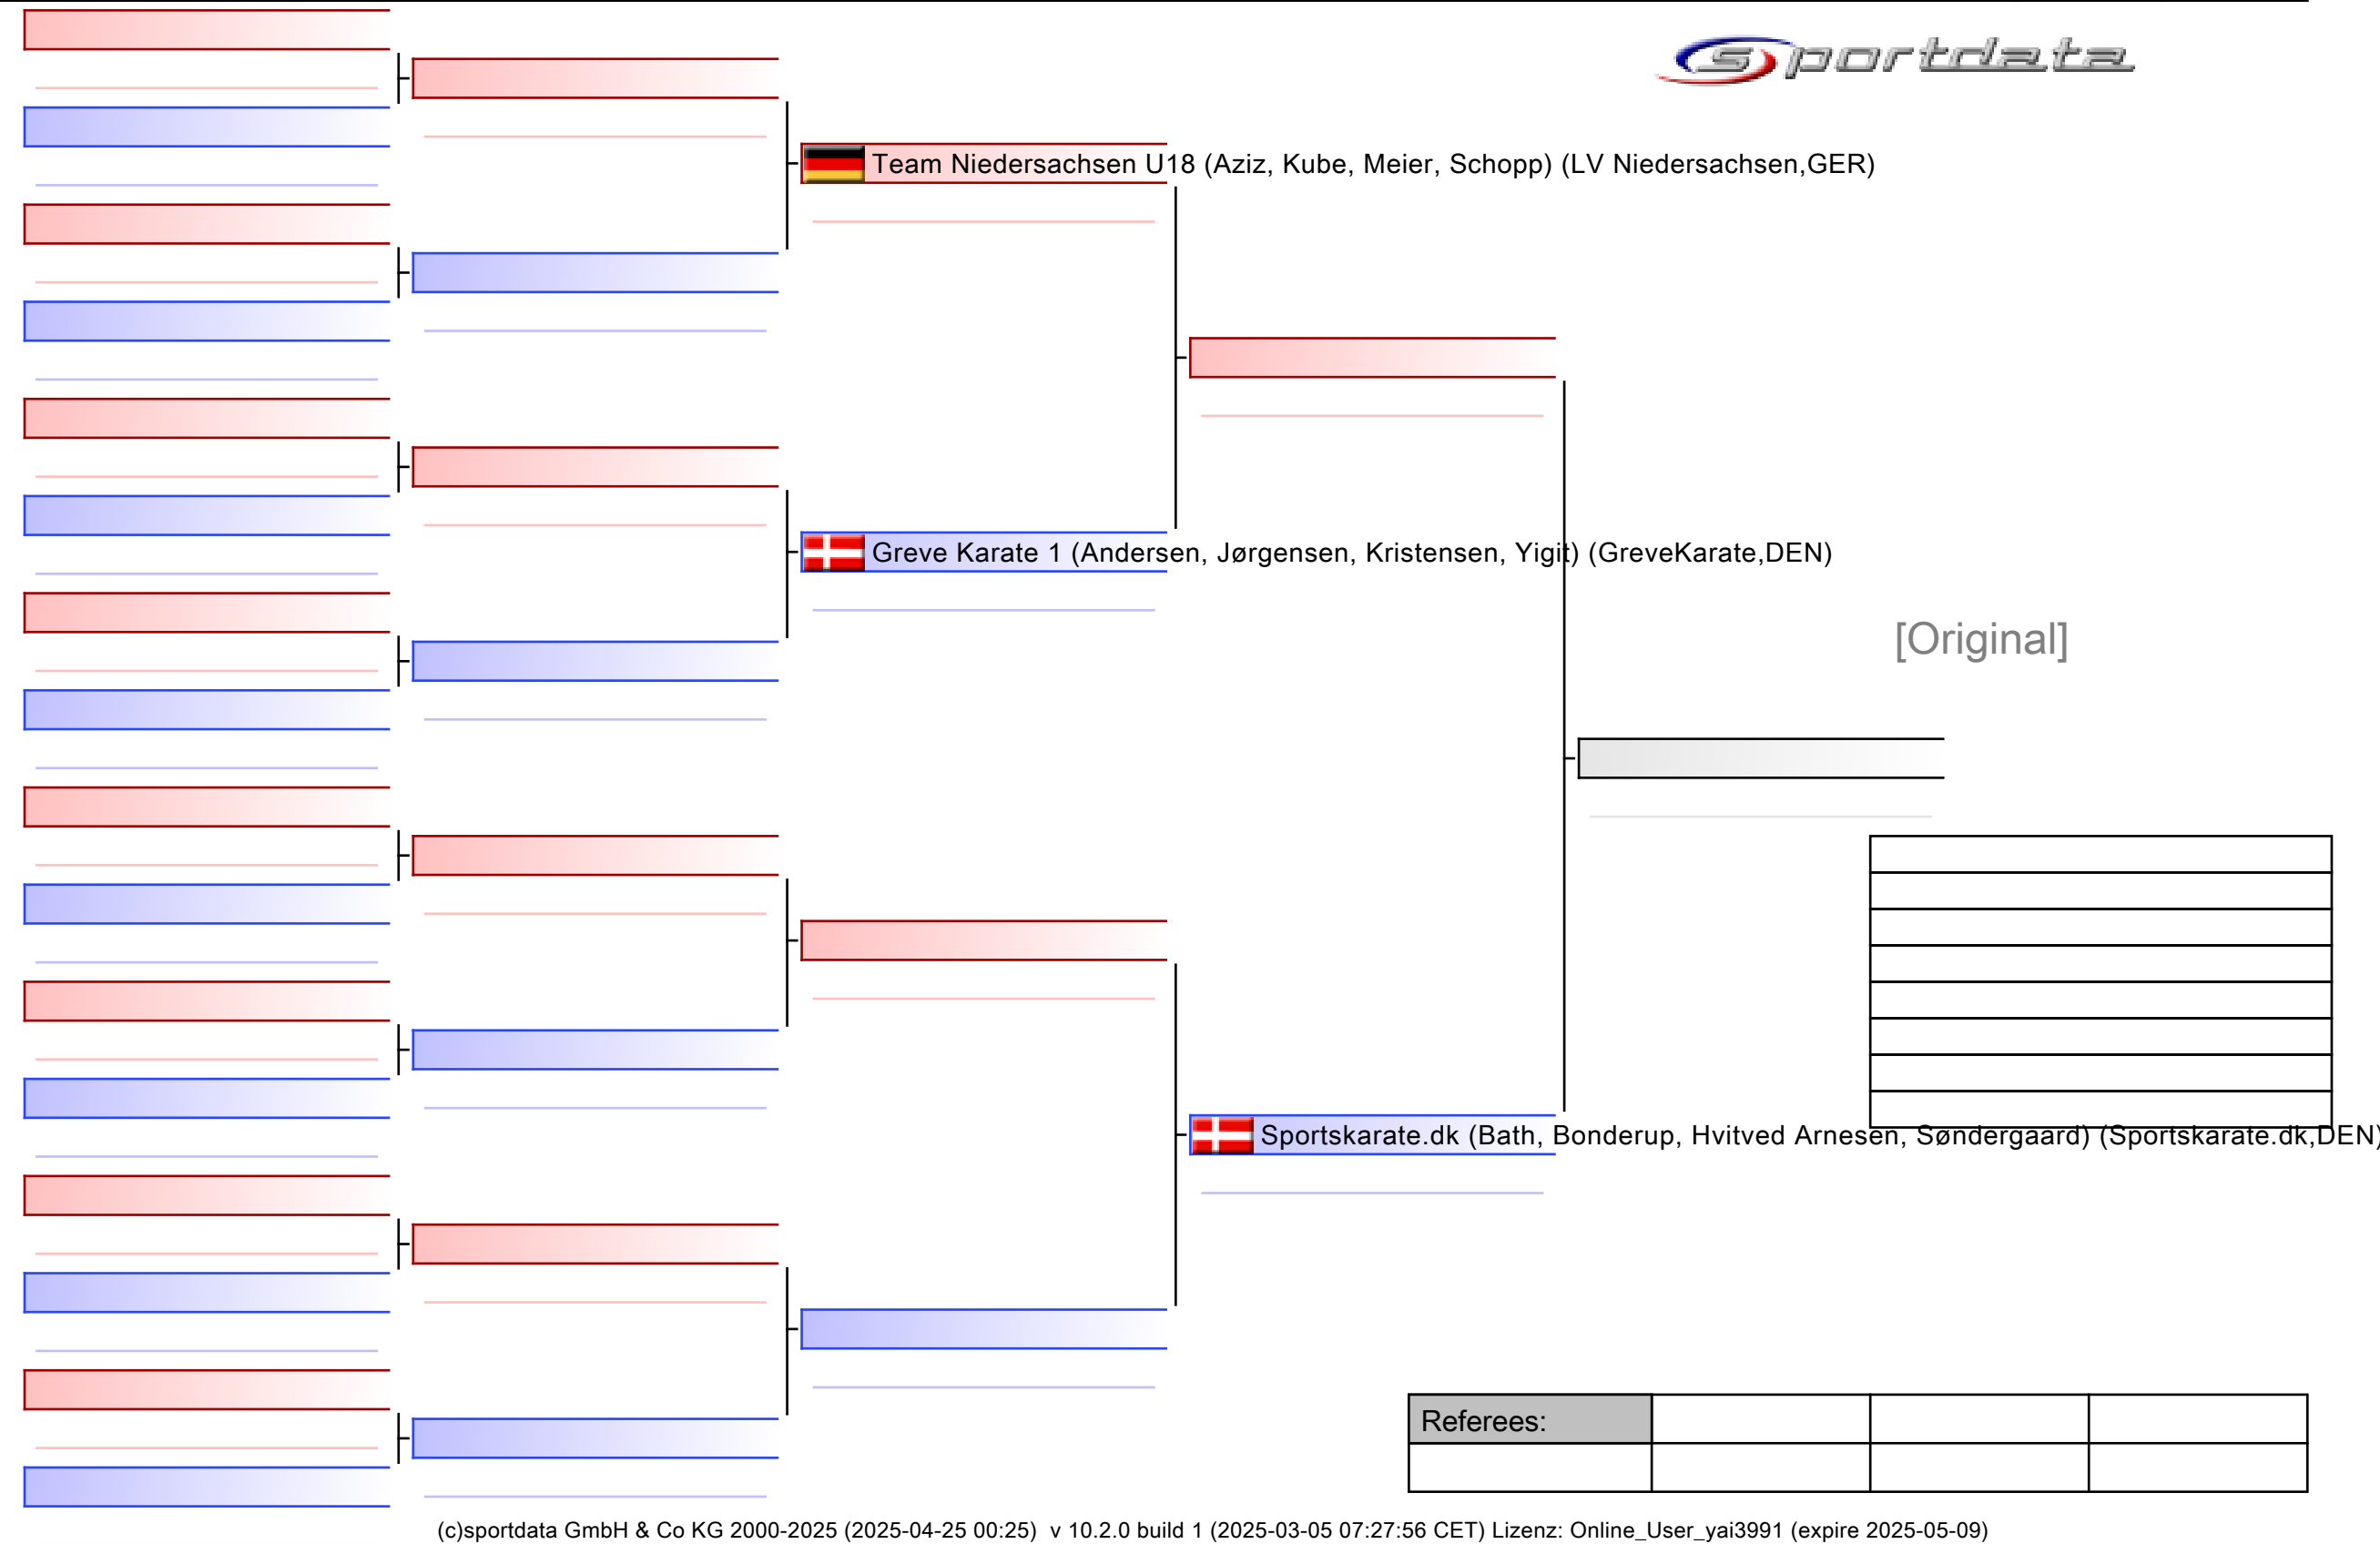 sportdata
Team Niedersachsen U18 (Aziz, Kube, Meier, Schopp) (LV Niedersachsen,GER)
Greve Karate 1 (Andersen, Jørgensen, Kristensen, Yigit) (GreveKarate,DEN)
[Original]
Sportskarate.dk (Bath, Bonderup, Hvitved Arnesen, Søndergaard) (Sportskarate.dk,DEN)
Referees:
(c)sportdata GmbH & Co KG 2000-2025 (2025-04-25 00:25)  v 10.2.0 build 1 (2025-03-05 07:27:56 CET) Lizenz: Online_User_yai3991 (expire 2025-05-09)